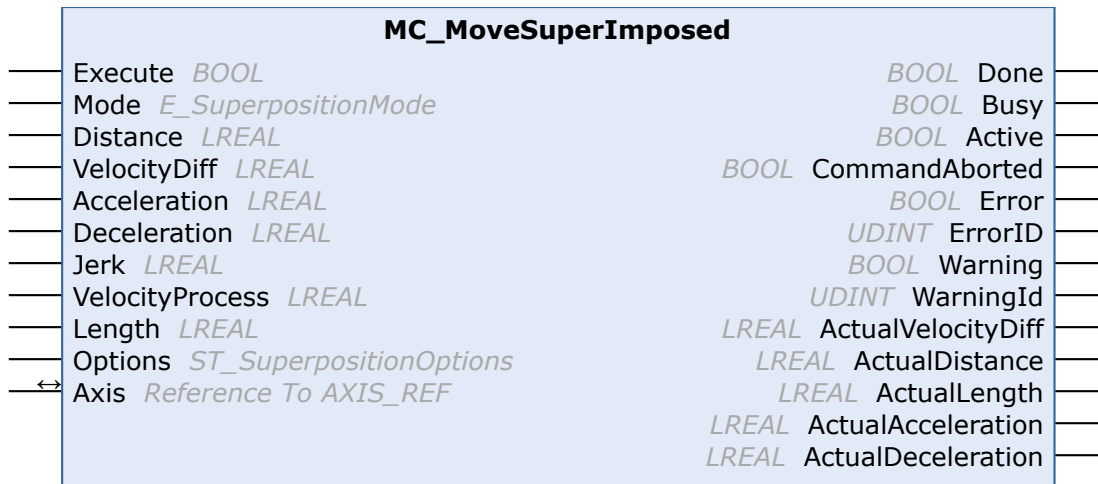 MC_MoveSuperImposed
Execute BOOL BOOL Done
Mode E_SuperpositionMode BOOL Busy
Distance LREAL BOOL Active
VelocityDiff LREAL BOOL CommandAborted
Acceleration LREAL BOOL Error
Deceleration LREAL UDINT ErrorID
Jerk LREAL BOOL Warning
VelocityProcess LREAL UDINT WarningId
Length LREAL LREAL ActualVelocityDiff
Options ST_SuperpositionOptions LREAL ActualDistance
↔ Axis Reference To AXIS_REF LREAL ActualLength
LREAL ActualAcceleration
LREAL ActualDeceleration